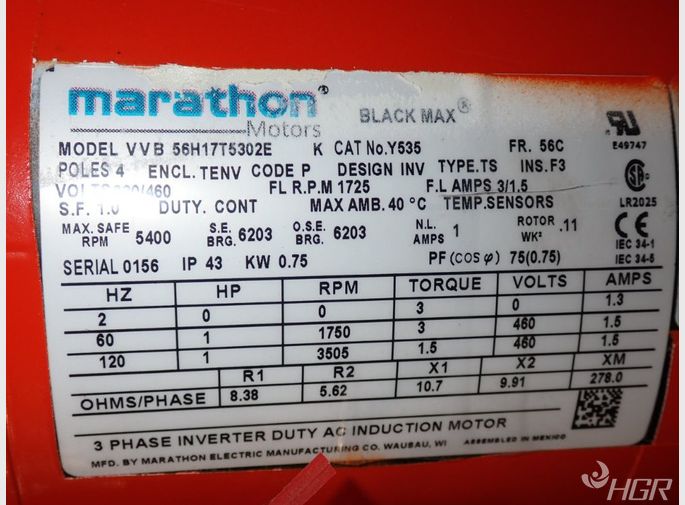 marathon®
Motors
BLACK MAX®
MODEL VVB 56H17T5302E K CAT No.Y535 FR. 56C
E49747
POLES 4 ENCL.TENV CODE P DESIGN INV TYPE.TS INS.F3
VOLTS 230/460 FL R.P.M 1725 F.L AMPS 3/1.5
S.F. 1.0 DUTY. CONT MAX AMB. 40 °C TEMP.SENSORS
LR2025
MAX. SAFE RPM 5400 S.E. BRG. 6203 O.S.E. BRG. 6203 N.L. AMPS 1 ROTOR WK² .11
CE
IEC 34-1
IEC 34-5
SERIAL 0156 IP 43 KW 0.75 PF (COS φ) 75(0.75)
HZ HP RPM TORQUE VOLTS AMPS
2 0 0 3 0 1.3
60 1 1750 3 460 1.5
120 1 3505 1.5 460 1.5
R1 R2 X1 X2 XM
OHMS/PHASE 8.38 5.62 10.7 9.91 278.0
3 PHASE INVERTER DUTY AC INDUCTION MOTOR
MFD. BY MARATHON ELECTRIC MANUFACTURING CO. WAUSAU, WI ASSEMBLED IN MEXICO
HGR